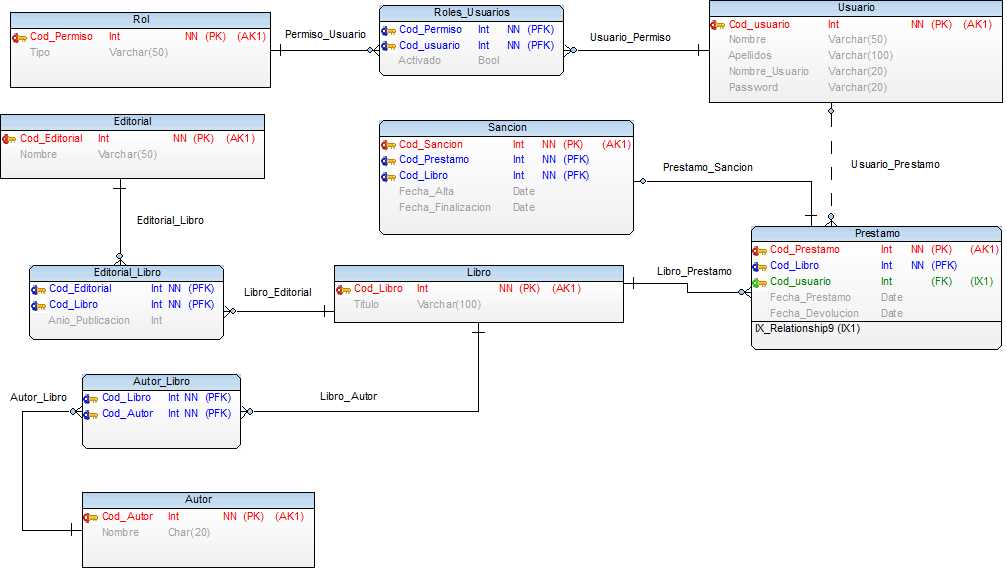 Rol
Cod_Permiso Int NN (PK) (AK1)
Tipo Varchar(50)
Permiso_Usuario
Roles_Usuarios
Cod_Permiso Int NN (PFK)
Cod_usuario Int NN (PFK)
Activado Bool
Usuario_Permiso
Usuario
Cod_usuario Int NN (PK) (AK1)
Nombre Varchar(50)
Apellidos Varchar(100)
Nombre_Usuario Varchar(20)
Password Varchar(20)
Editorial
Cod_Editorial Int NN (PK) (AK1)
Nombre Varchar(50)
Sancion
Cod_Sancion Int NN (PK) (AK1)
Cod_Prestamo Int NN (PFK)
Cod_Libro Int NN (PFK)
Fecha_Alta Date
Fecha_Finalizacion Date
Prestamo_Sancion
Usuario_Prestamo
Editorial_Libro
Prestamo
Cod_Prestamo Int NN (PK) (AK1)
Cod_Libro Int NN (PFK)
Cod_usuario Int (FK) (IX1)
Fecha_Prestamo Date
Fecha_Devolucion Date
IX_Relationship9 (IX1)
Editorial_Libro
Cod_Editorial Int NN (PFK)
Cod_Libro Int NN (PFK)
Anio_Publicacion Int
Libro_Editorial
Libro
Cod_Libro Int NN (PK) (AK1)
Titulo Varchar(100)
Libro_Prestamo
Autor_Libro
Autor_Libro
Cod_Libro Int NN (PFK)
Cod_Autor Int NN (PFK)
Libro_Autor
Autor
Cod_Autor Int NN (PK) (AK1)
Nombre Char(20)